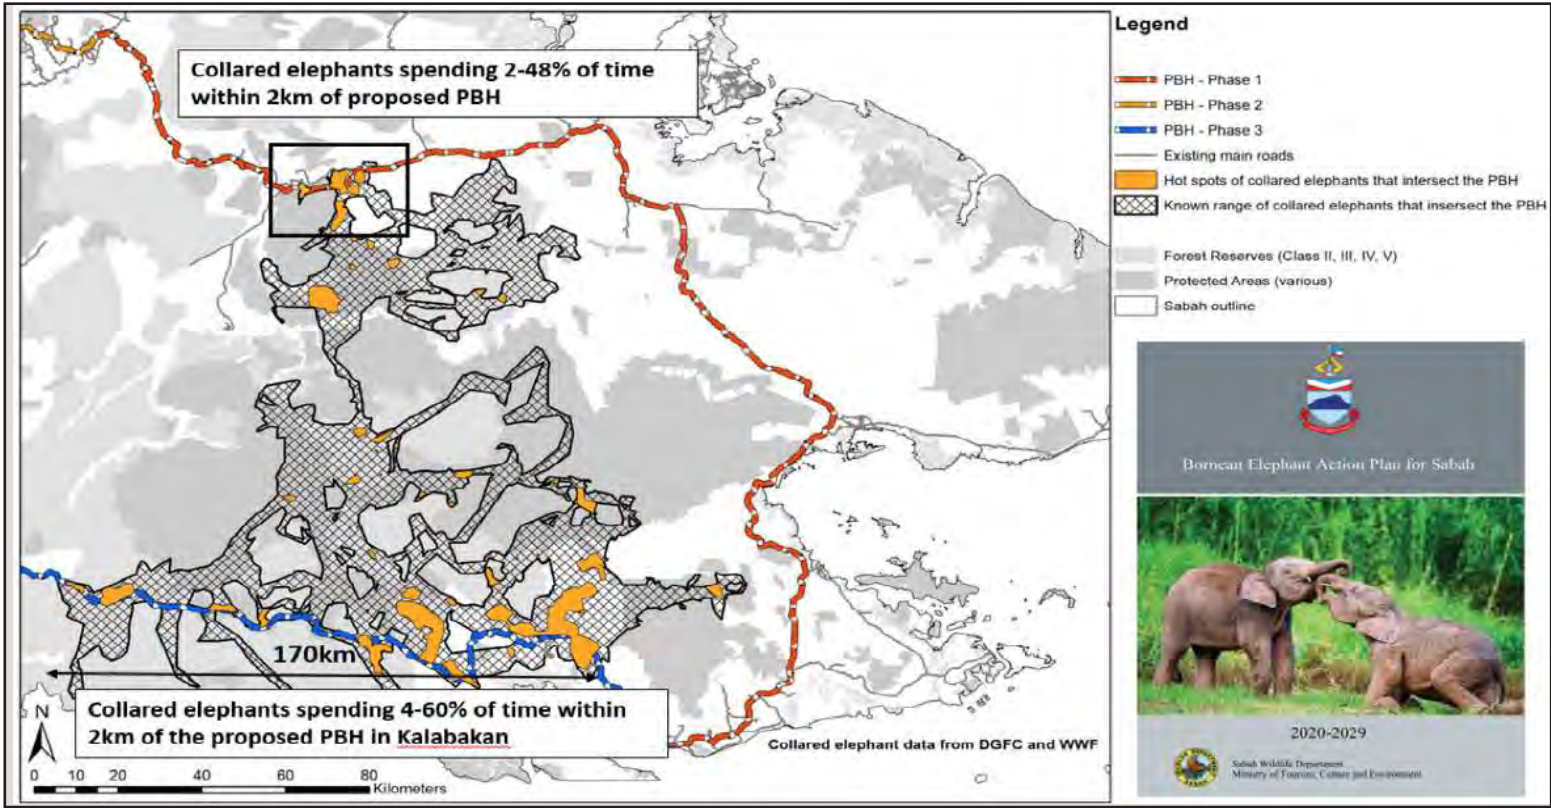 Collared elephants spending 2-48% of time
within 2km of proposed PBH
170km
Collared elephants spending 4-60% of time within
2km of the proposed PBH in Kalabakan
N
0 10 20 40 60 80
Kilometers
Collared elephant data from DGFC and WWF
Legend
PBH - Phase 1
PBH - Phase 2
PBH - Phase 3
Existing main roads
Hot spots of collared elephants that intersect the PBH
Known range of collared elephants that insersect the PBH
Forest Reserves (Class II, III, IV, V)
Protected Areas (various)
Sabah outline
Bornean Elephant Action Plan for Sabah
2020-2029
Sabah Wildlife Department
Ministry of Tourism, Culture and Environment